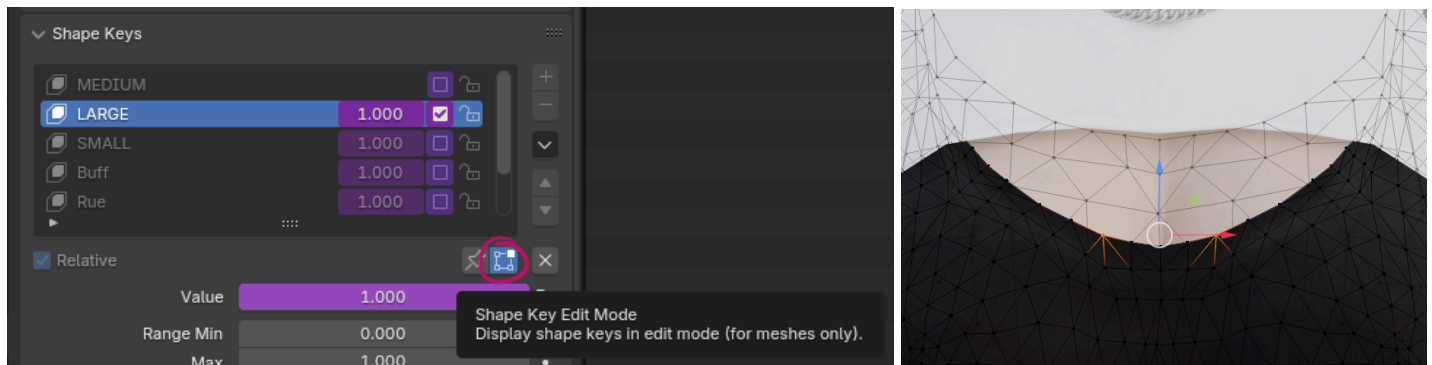 Shape Keys
MEDIUM
LARGE 1.000
SMALL 1.000
Buff 1.000
Rue 1.000
Relative
Value 1.000
Shape Key Edit Mode
Range Min 0.000
Display shape keys in edit mode (for meshes only).
Max 1.000